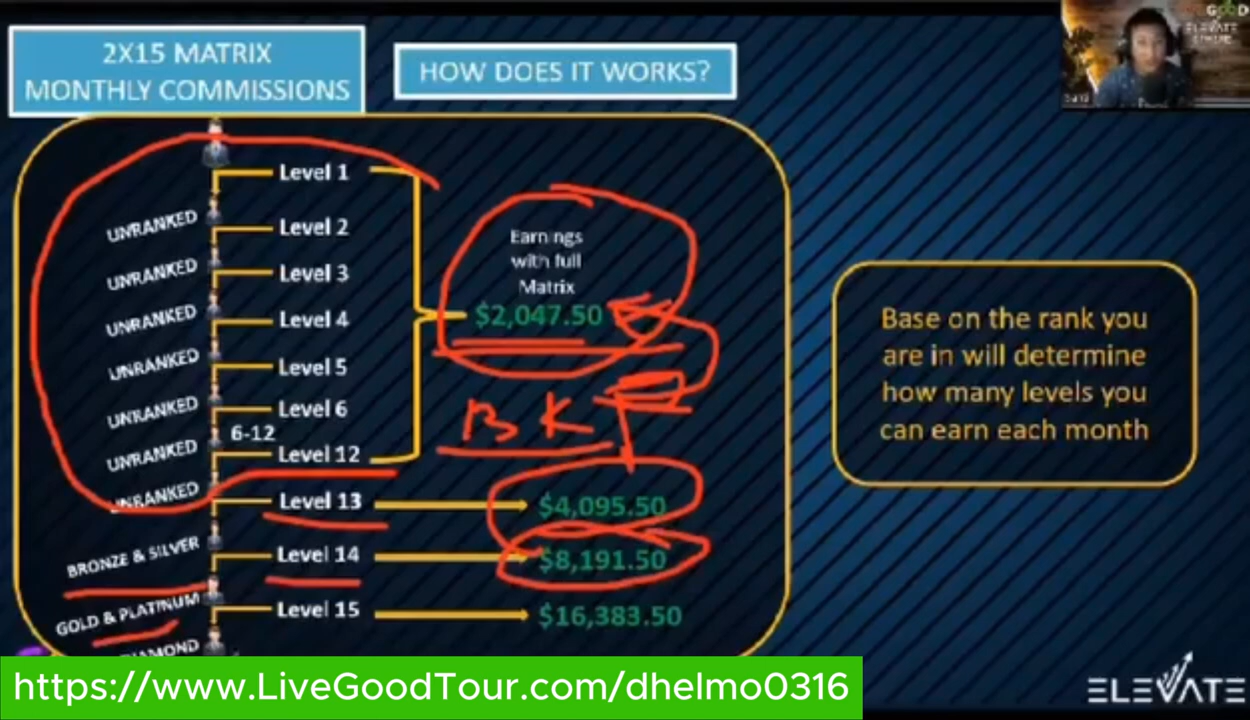 2X15 MATRIX
MONTHLY COMMISSIONS
HOW DOES IT WORKS?
GOOD
ELEVATE
Level 1
UNRANKED
Level 2
UNRANKED
Level 3
UNRANKED
Level 4
UNRANKED
Level 5
UNRANKED
Level 6
UNRANKED
6-12
Level 12
UNRANKED
Level 13
BRONZE & SILVER
Level 14
GOLD & PLATINUM
Level 15
DIAMOND
Earnings
with full
Matrix
$2,047.50
B K
$4,095.50
$8,191.50
$16,383.50
Base on the rank you
are in will determine
how many levels you
can earn each month
https://www.LiveGoodTour.com/dhelmo0316
ELEVATE